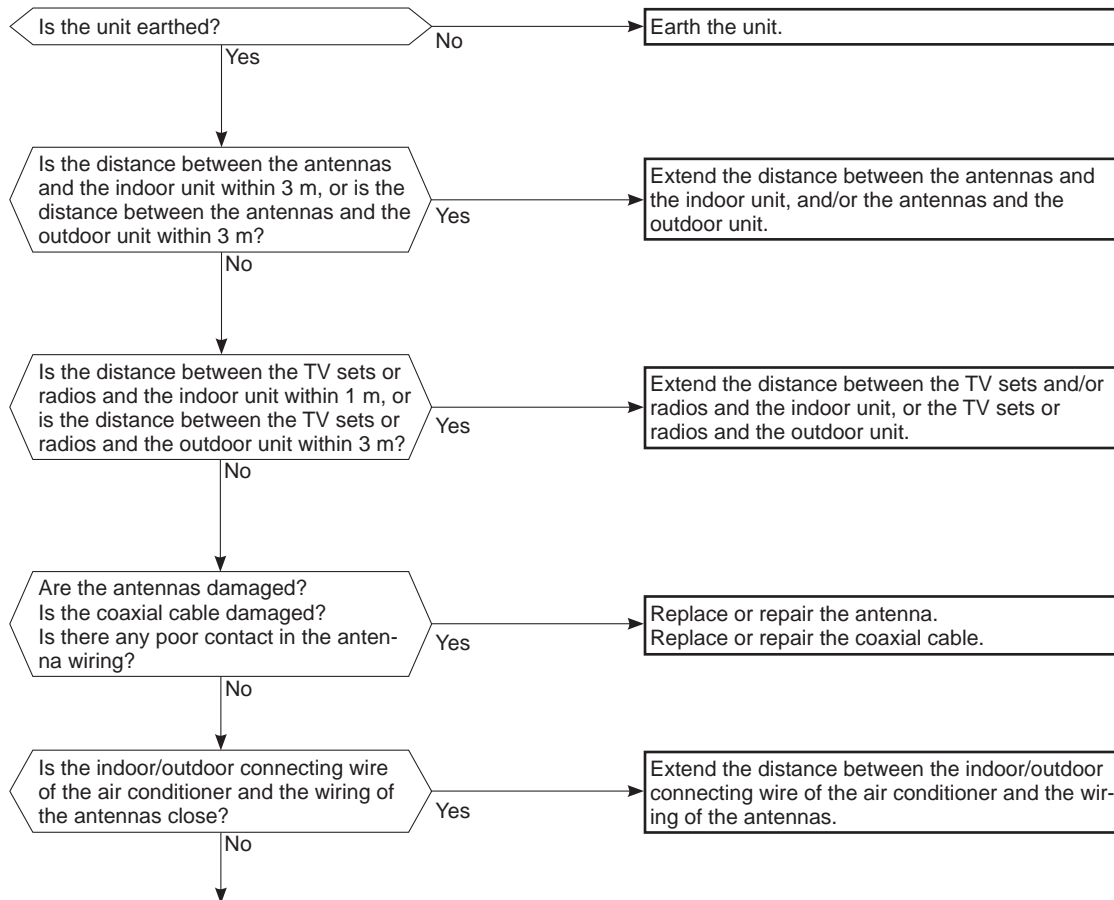 Is the unit earthed?
No
Earth the unit.
Yes
Is the distance between the antennas
and the indoor unit within 3 m, or is the
distance between the antennas and the
outdoor unit within 3 m?
Yes
Extend the distance between the antennas and
the indoor unit, and/or the antennas and the
outdoor unit.
No
Is the distance between the TV sets or
radios and the indoor unit within 1 m, or
is the distance between the TV sets or
radios and the outdoor unit within 3 m?
Yes
Extend the distance between the TV sets and/or
radios and the indoor unit, or the TV sets or
radios and the outdoor unit.
No
Are the antennas damaged?
Is the coaxial cable damaged?
Is there any poor contact in the anten-
na wiring?
Yes
Replace or repair the antenna.
Replace or repair the coaxial cable.
No
Is the indoor/outdoor connecting wire
of the air conditioner and the wiring of
the antennas close?
Yes
Extend the distance between the indoor/outdoor
connecting wire of the air conditioner and the wir-
ing of the antennas.
No